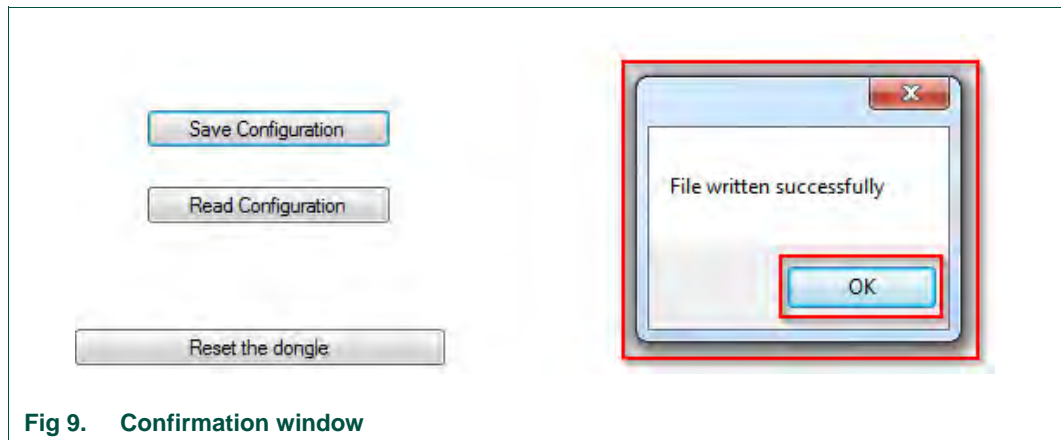 Save Configuration
Read Configuration
Reset the dongle
File written successfully
OK
Fig 9. Confirmation window